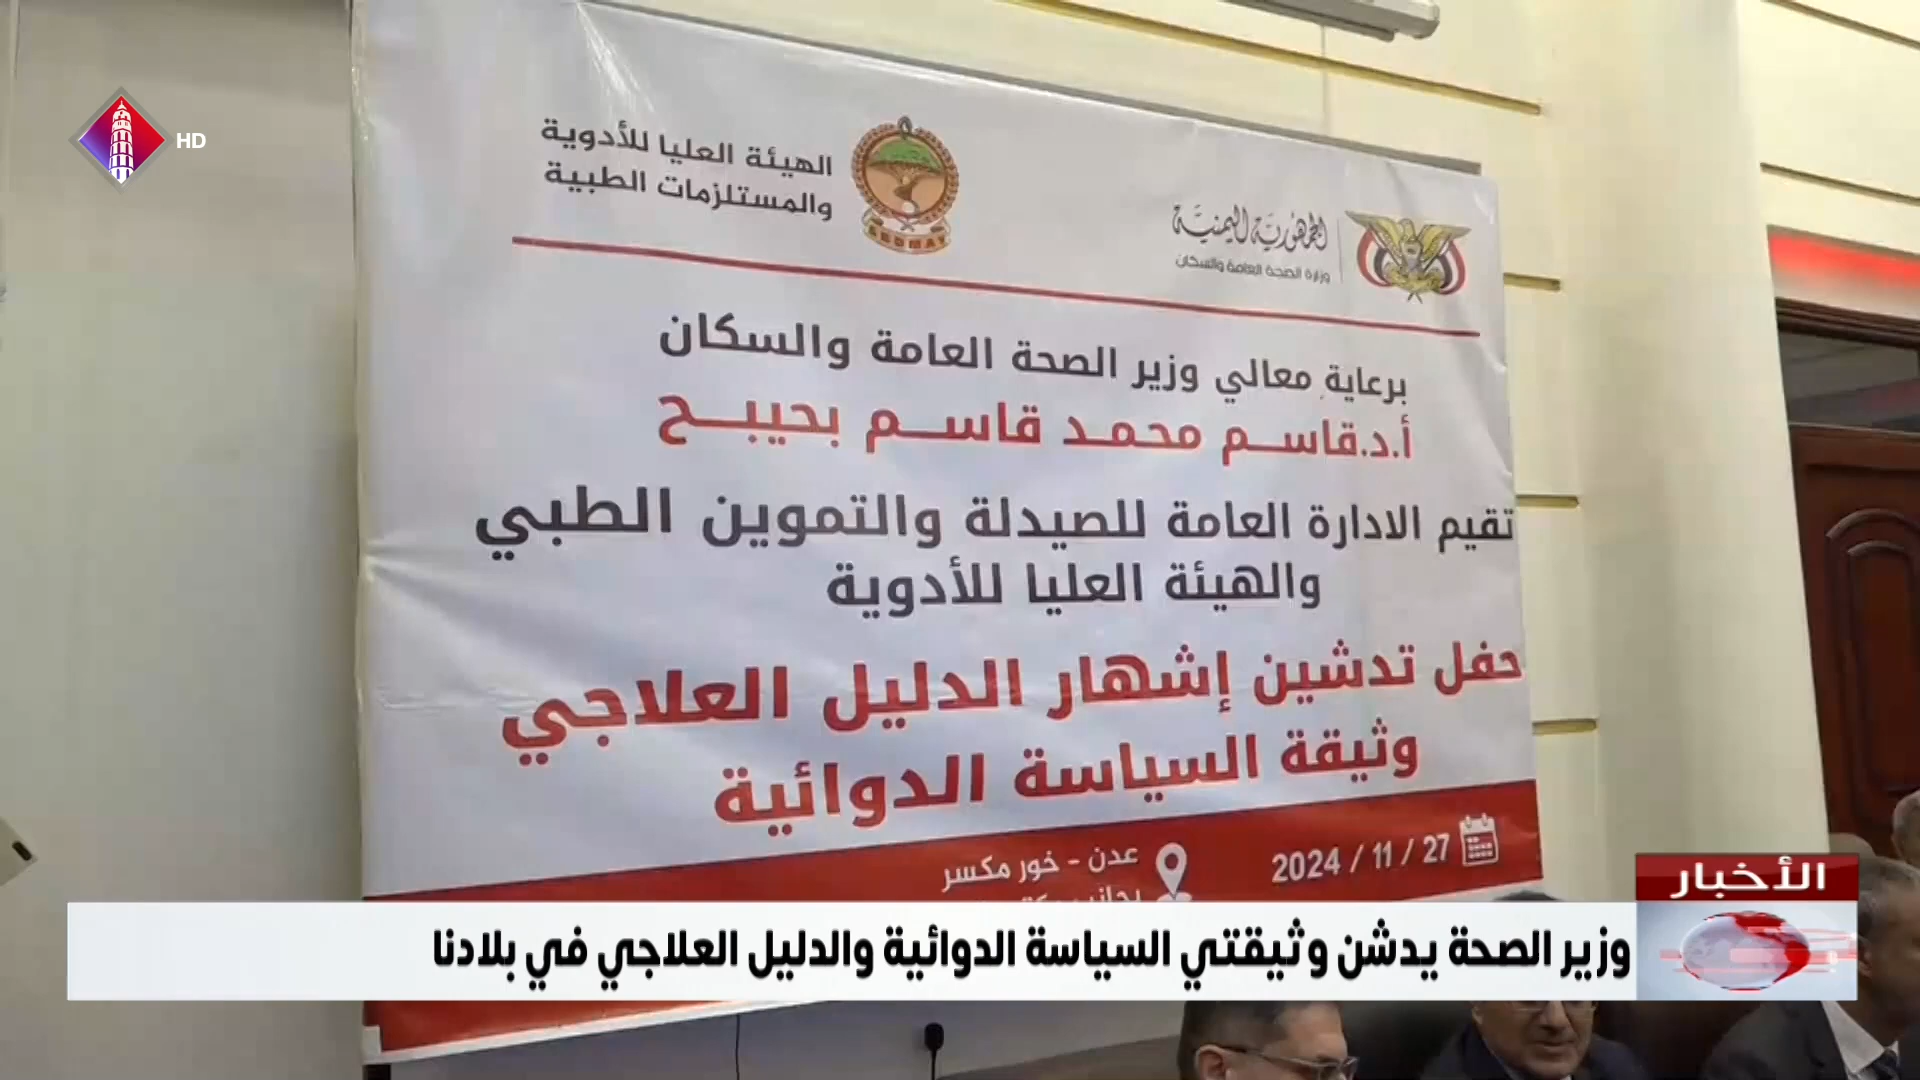 HD
الهيئة العليا للأدوية
والمستلزمات الطبية
SBDMAY
الجمهورية اليمنية
وزارة الصحة العامة والسكان
برعاية معالي وزير الصحة العامة والسكان
أ.د.قاسم محمد قاسم بحيبح
تقيم الادارة العامة للصيدلة والتموين الطبي
والهيئة العليا للأدوية
حفل تدشين إشهار الدليل العلاجي
وثيقة السياسة الدوائية
2024 / 11 / 27
عدن - خور مكسر
الأخبار
وزير الصحة يدشن وثيقتي السياسة الدوائية والدليل العلاجي في بلادنا